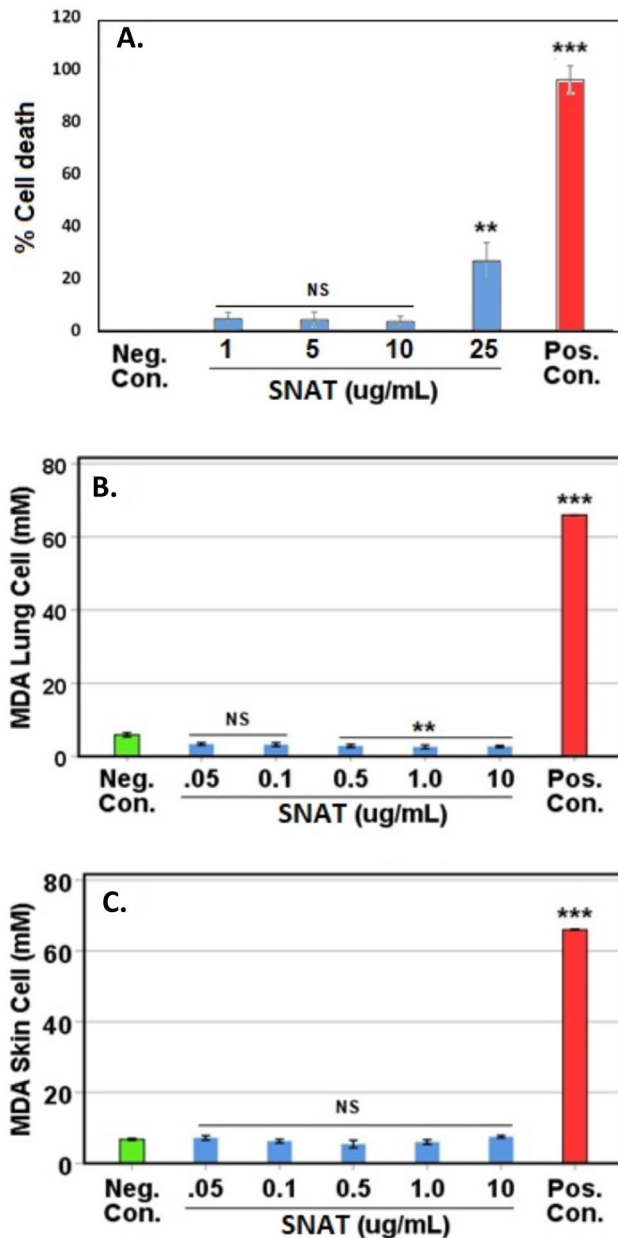 A.
% Cell death
120
100
80
60
40
20
0
***
**
NS
Neg. Con.
1 5 10 25
Pos. Con.
SNAT (ug/mL)
B.
MDA Lung Cell (mM)
80
60
40
20
0
***
NS
**
Neg. Con.
.05 0.1 0.5 1.0 10
Pos. Con.
SNAT (ug/mL)
C.
MDA Skin Cell (mM)
80
60
40
20
0
***
NS
Neg. Con.
.05 0.1 0.5 1.0 10
Pos. Con.
SNAT (ug/mL)